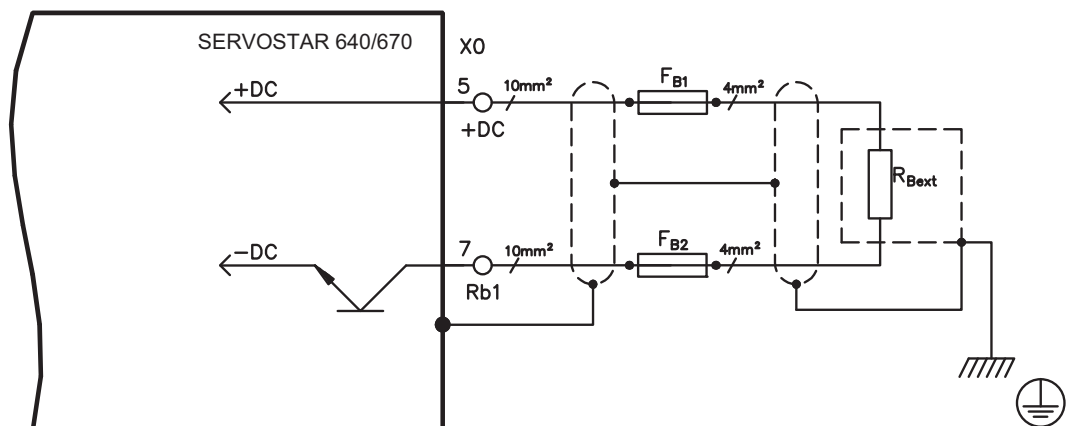 SERVOSTAR 640/670
X0
+DC
5
10mm²
F_B1
4mm²
+DC
R_Bext
-DC
7
10mm²
F_B2
4mm²
Rb1